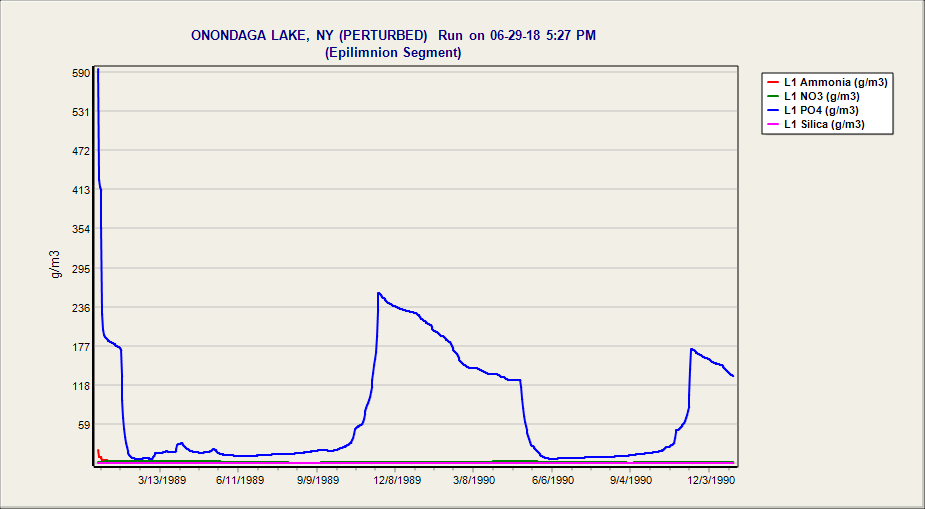 ONONDAGA LAKE, NY (PERTURBED) Run on 06-29-18 5:27 PM
(Epilimnion Segment)
L1 Ammonia (g/m3)
L1 NO3 (g/m3)
L1 PO4 (g/m3)
L1 Silica (g/m3)
g/m3
590
531
472
413
354
295
236
177
118
59
3/13/1989 6/11/1989 9/9/1989 12/8/1989 3/8/1990 6/6/1990 9/4/1990 12/3/1990